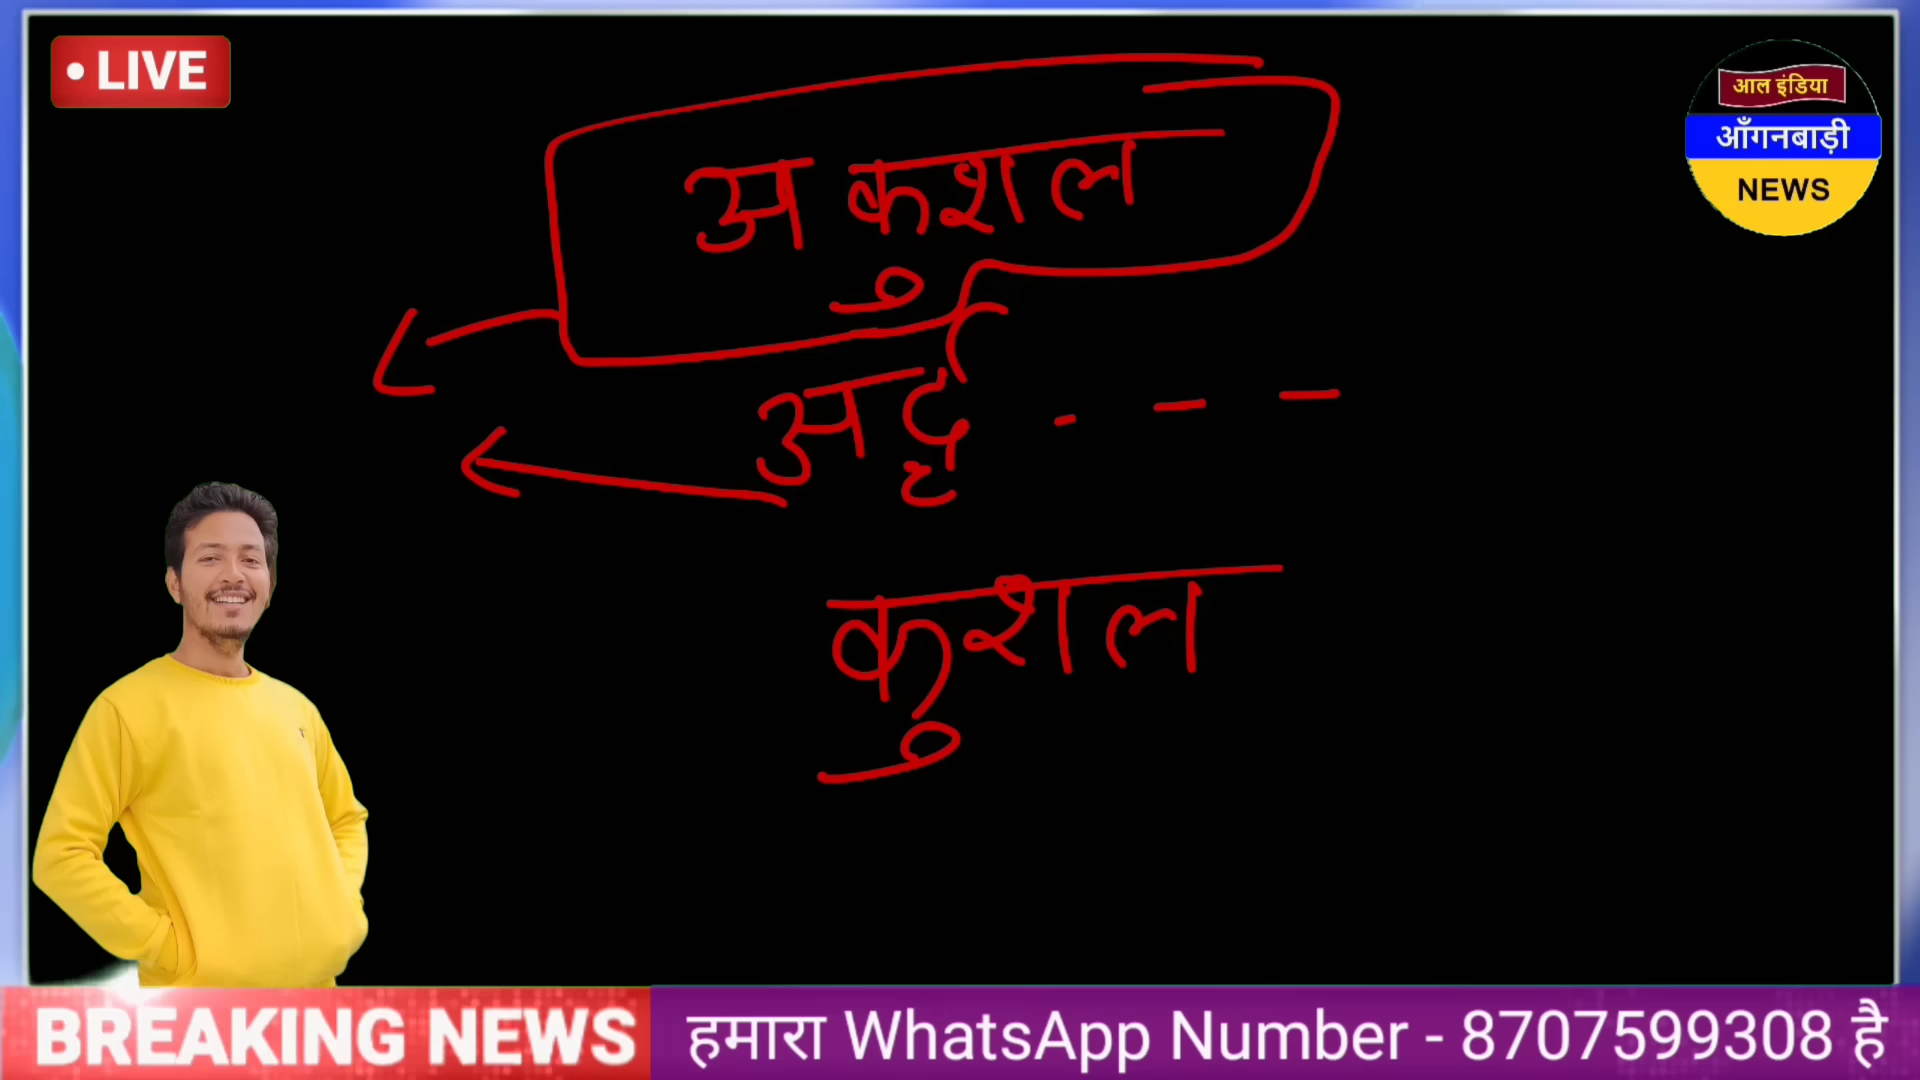 • LIVE
आल इंडिया
आँगनबाड़ी
NEWS
अकुशल
अर्द्ध - - -
कुशल
BREAKING NEWS
हमारा WhatsApp Number - 8707599308 है